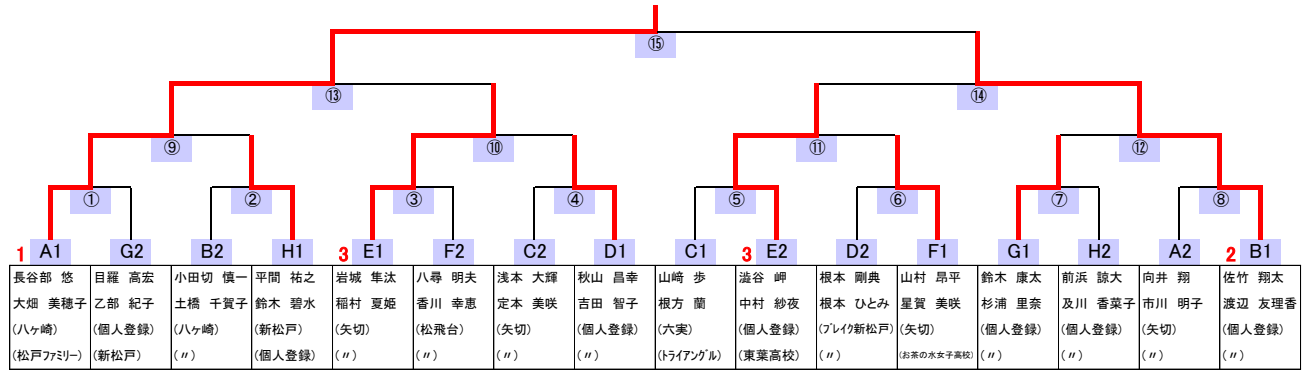 ⑮
⑬ ⑭
⑨ ⑩ ⑪ ⑫
① ② ③ ④ ⑤ ⑥ ⑦ ⑧
1 A1 G2 B2 H1 3 E1 F2 C2 D1 C1 3 E2 D2 F1 G1 H2 A2 2 B1
長谷部 悠 目羅 高宏 小田切 慎一 平間 祐之 岩城 隼汰 八尋 明夫 浅本 大輝 秋山 昌幸 山﨑 歩 澁谷 岬 根本 剛典 山村 昂平 鈴木 康太 前浜 諒大 向井 翔 佐竹 翔太
大畑 美穂子 乙部 紀子 土橋 千賀子 鈴木 碧水 稲村 夏姫 香川 幸恵 定本 美咲 吉田 智子 根方 蘭 中村 紗夜 根本 ひとみ 星賀 美咲 杉浦 里奈 及川 香菜子 市川 明子 渡辺 友理香
(八ヶ崎) (個人登録) (八ヶ崎) (新松戸) (矢切) (松飛台) (矢切) (個人登録) (六実) (個人登録) (ブレイク新松戸) (矢切) (個人登録) (個人登録) (矢切) (個人登録)
(松戸ファミリー) (新松戸) (〃) (個人登録) (〃) (〃) (〃) (〃) (トライアングル) (東葉高校) (〃) (お茶の水女子高校) (〃) (〃) (〃) (〃)